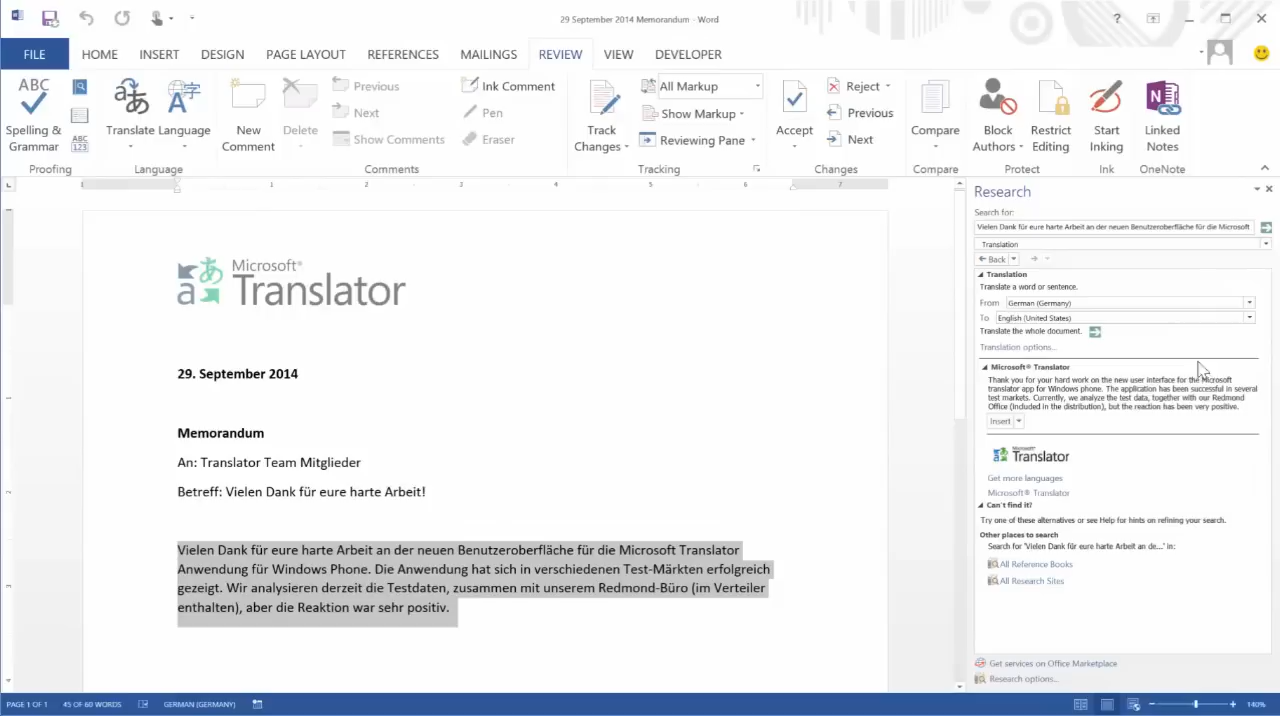 29 September 2014 Memorandum - Word
?
FILE HOME INSERT DESIGN PAGE LAYOUT REFERENCES MAILINGS REVIEW VIEW DEVELOPER
ABC
Spelling &
Grammar
ABC
123
Proofing
Translate
Language
Language
New
Comment
Delete
Previous
Next
Show Comments
Ink Comment
Pen
Eraser
Comments
Track
Changes
All Markup
Show Markup
Reviewing Pane
Tracking
Accept
Reject
Previous
Next
Changes
Compare
Compare
Block
Authors
Restrict
Editing
Protect
Start
Inking
Ink
Linked
Notes
OneNote
Microsoft®
Translator
29. September 2014
Memorandum
An: Translator Team Mitglieder
Betreff: Vielen Dank für eure harte Arbeit!
Vielen Dank für eure harte Arbeit an der neuen Benutzeroberfläche für die Microsoft Translator
Anwendung für Windows Phone. Die Anwendung hat sich in verschiedenen Test-Märkten erfolgreich
gezeigt. Wir analysieren derzeit die Testdaten, zusammen mit unserem Redmond-Büro (im Verteiler
enthalten), aber die Reaktion war sehr positiv.
Research
Search for:
Vielen Dank für eure harte Arbeit an der neuen Benutzeroberfläche für die Microsoft
Translation
Back
Translation
Translate a word or sentence.
From German (Germany)
To English (United States)
Translate the whole document.
Translation options...
Microsoft® Translator
Thank you for your hard work on the new user interface for the Microsoft
translator app for Windows phone. The application has been successful in several
test markets. Currently, we analyze the test data, together with our Redmond
Office (included in the distribution), but the reaction has been very positive.
Insert
Microsoft®
Translator
Get more languages
Microsoft® Translator
Can't find it?
Try one of these alternatives or see Help for hints on refining your search.
Other places to search
Search for 'Vielen Dank für eure harte Arbeit an de...' in:
All Reference Books
All Research Sites
Get services on Office Marketplace
Research options...
PAGE 1 OF 1 45 OF 60 WORDS GERMAN (GERMANY) 140%